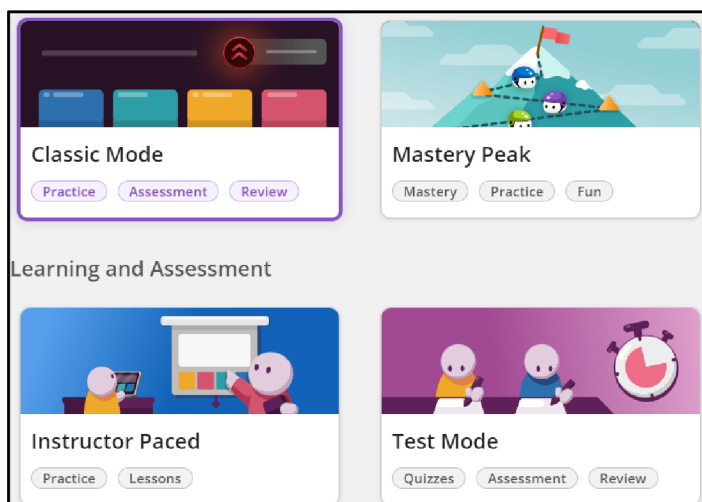 Classic Mode
Practice Assessment Review
Mastery Peak
Mastery Practice Fun
Learning and Assessment
Instructor Paced
Practice Lessons
Test Mode
Quizzes Assessment Review